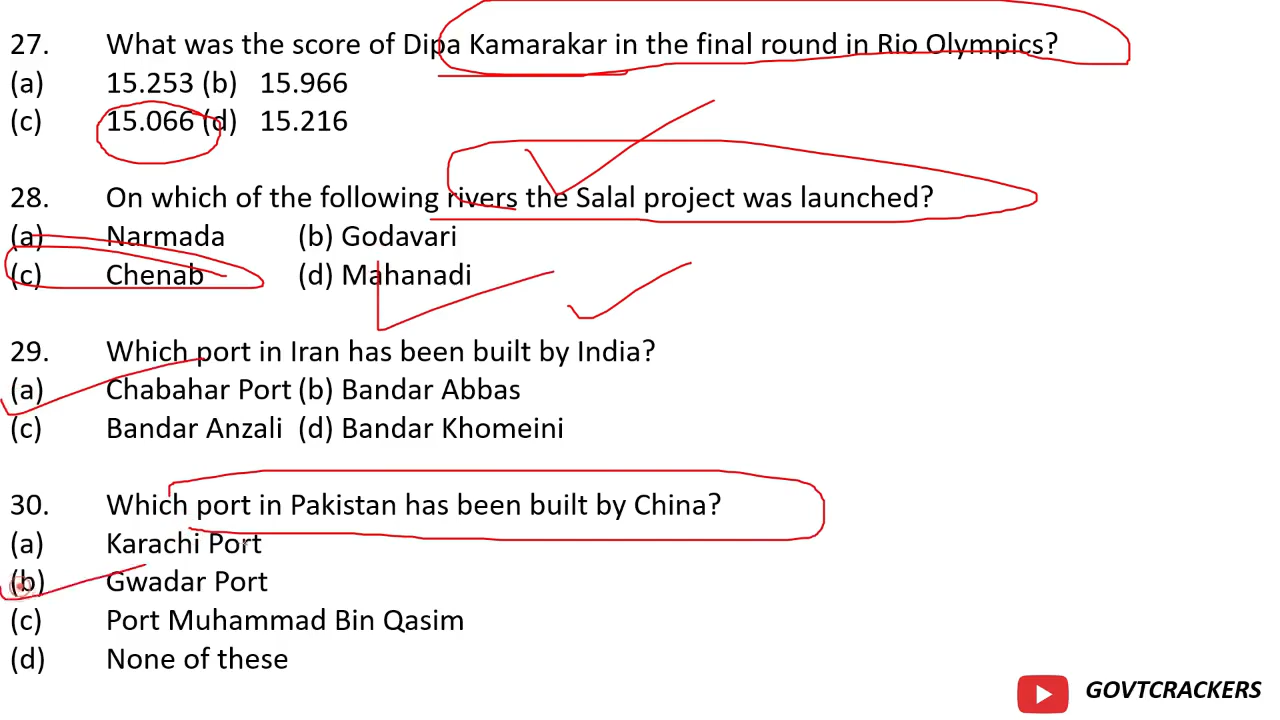 27. What was the score of Dipa Kamarakar in the final round in Rio Olympics?
(a) 15.253 (b) 15.966
(c) 15.066 (d) 15.216
28. On which of the following rivers the Salal project was launched?
(a) Narmada (b) Godavari
(c) Chenab (d) Mahanadi
29. Which port in Iran has been built by India?
(a) Chabahar Port (b) Bandar Abbas
(c) Bandar Anzali (d) Bandar Khomeini
30. Which port in Pakistan has been built by China?
(a) Karachi Port
(b) Gwadar Port
(c) Port Muhammad Bin Qasim
(d) None of these
GOVTCRACKERS